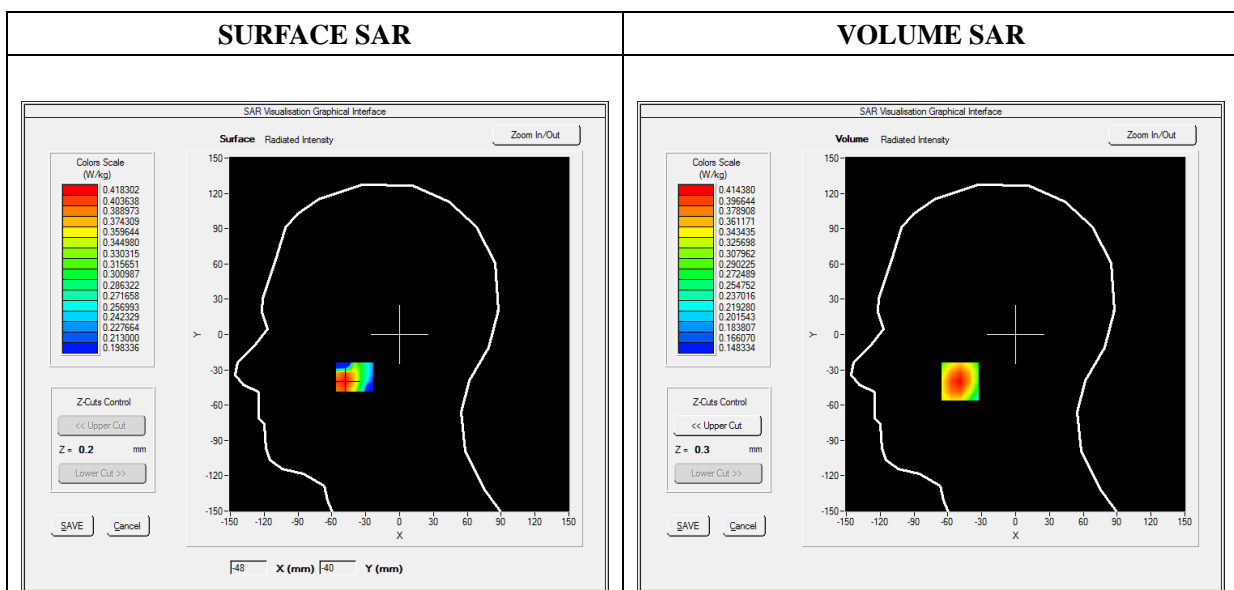 SURFACE SAR
SAR Visualisation Graphical Interface
Surface Radiated Intensity
Zoom In/Out
Colors Scale
(W/kg)
0.418302
0.403638
0.388973
0.374309
0.359644
0.344980
0.330315
0.315651
0.300987
0.286322
0.271658
0.256993
0.242329
0.227664
0.213000
0.198336
Z-Cuts Control
<< Upper Cut
Z = 0.2 mm
Lower Cut >>
SAVE Cancel
150
120
90
60
30
0
-30
-60
-90
-120
-150
Y
-150 -120 -90 -60 -30 0 30 60 90 120 150
X
-48 X (mm) -40 Y (mm)
VOLUME SAR
SAR Visualisation Graphical Interface
Volume Radiated Intensity
Zoom In/Out
Colors Scale
(W/kg)
0.414380
0.396644
0.378908
0.361171
0.343435
0.325698
0.307962
0.290225
0.272489
0.254752
0.237016
0.219280
0.201543
0.183807
0.166070
0.148334
Z-Cuts Control
<< Upper Cut
Z = 0.3 mm
Lower Cut >>
SAVE Cancel
150
120
90
60
30
0
-30
-60
-90
-120
-150
Y
-150 -120 -90 -60 -30 0 30 60 90 120 150
X